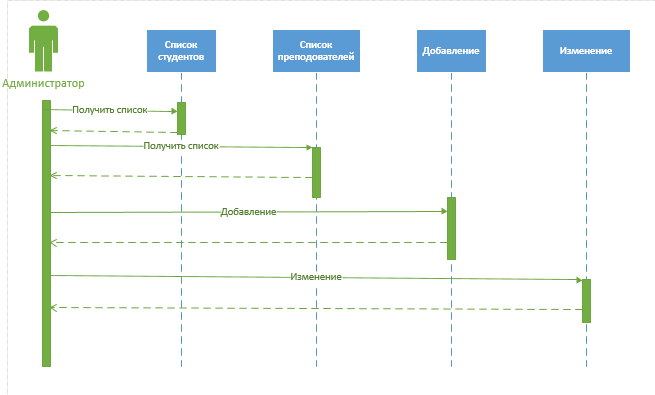 Список
студентов
Список
преподователей
Добавление
Изменение
Администратор
Получить список
Получить список
Добавление
Изменение